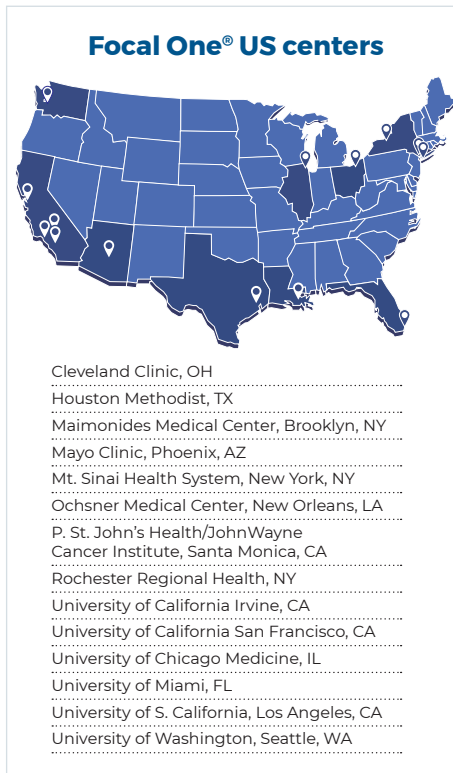 Focal One® US centers
Cleveland Clinic, OH
Houston Methodist, TX
Maimonides Medical Center, Brooklyn, NY
Mayo Clinic, Phoenix, AZ
Mt. Sinai Health System, New York, NY
Ochsner Medical Center, New Orleans, LA
P. St. John's Health/JohnWayne
Cancer Institute, Santa Monica, CA
Rochester Regional Health, NY
University of California Irvine, CA
University of California San Francisco, CA
University of Chicago Medicine, IL
University of Miami, FL
University of S. California, Los Angeles, CA
University of Washington, Seattle, WA